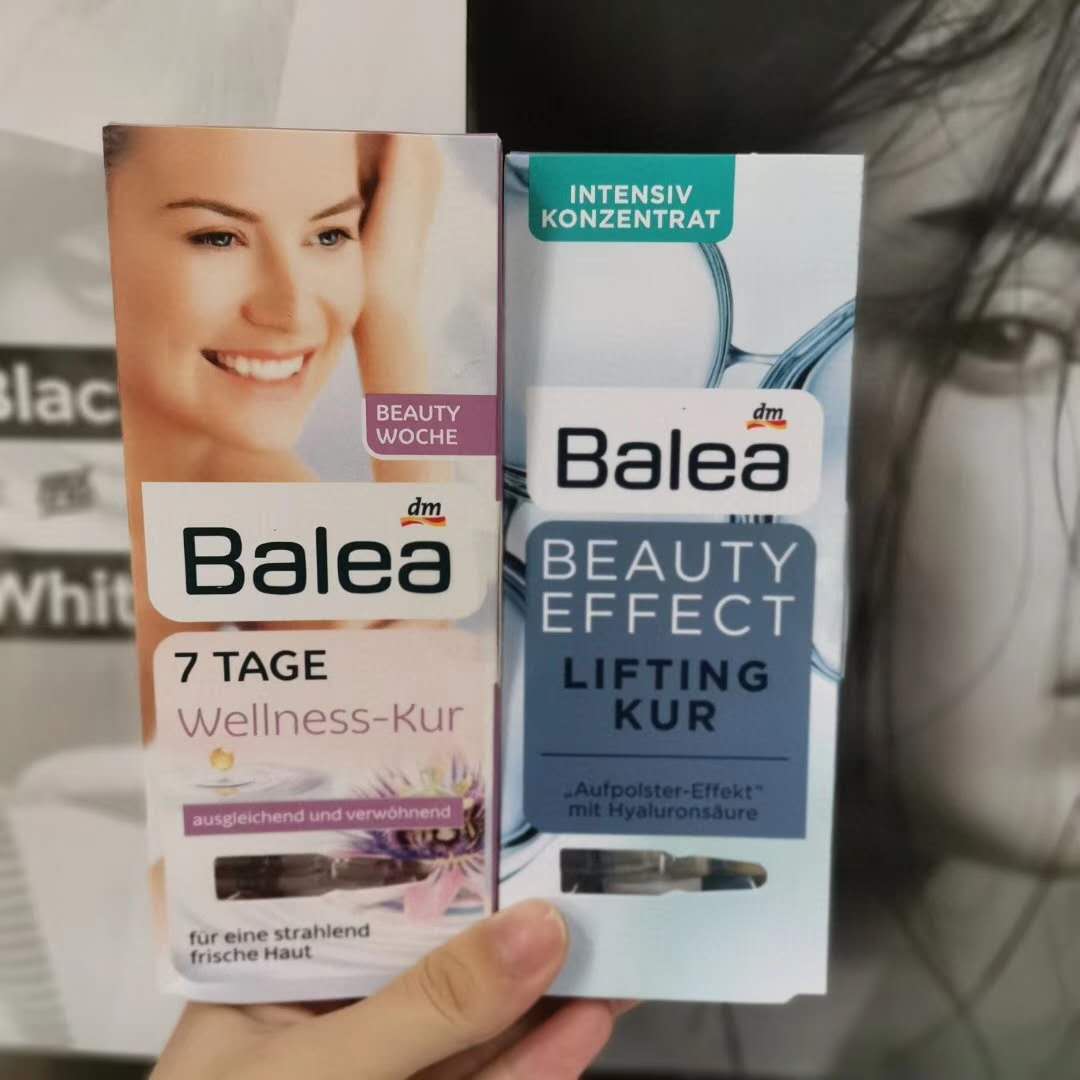 BEAUTY
WOCHE
dm
Balea
7 TAGE
Wellness-Kur
ausgleichend und verwöhnend
für eine strahlend
frische Haut
INTENSIV
KONZENTRAT
dm
Balea
BEAUTY
EFFECT
LIFTING
KUR
„Aufpolster-Effekt“
mit Hyaluronsäure
Blac
Whit